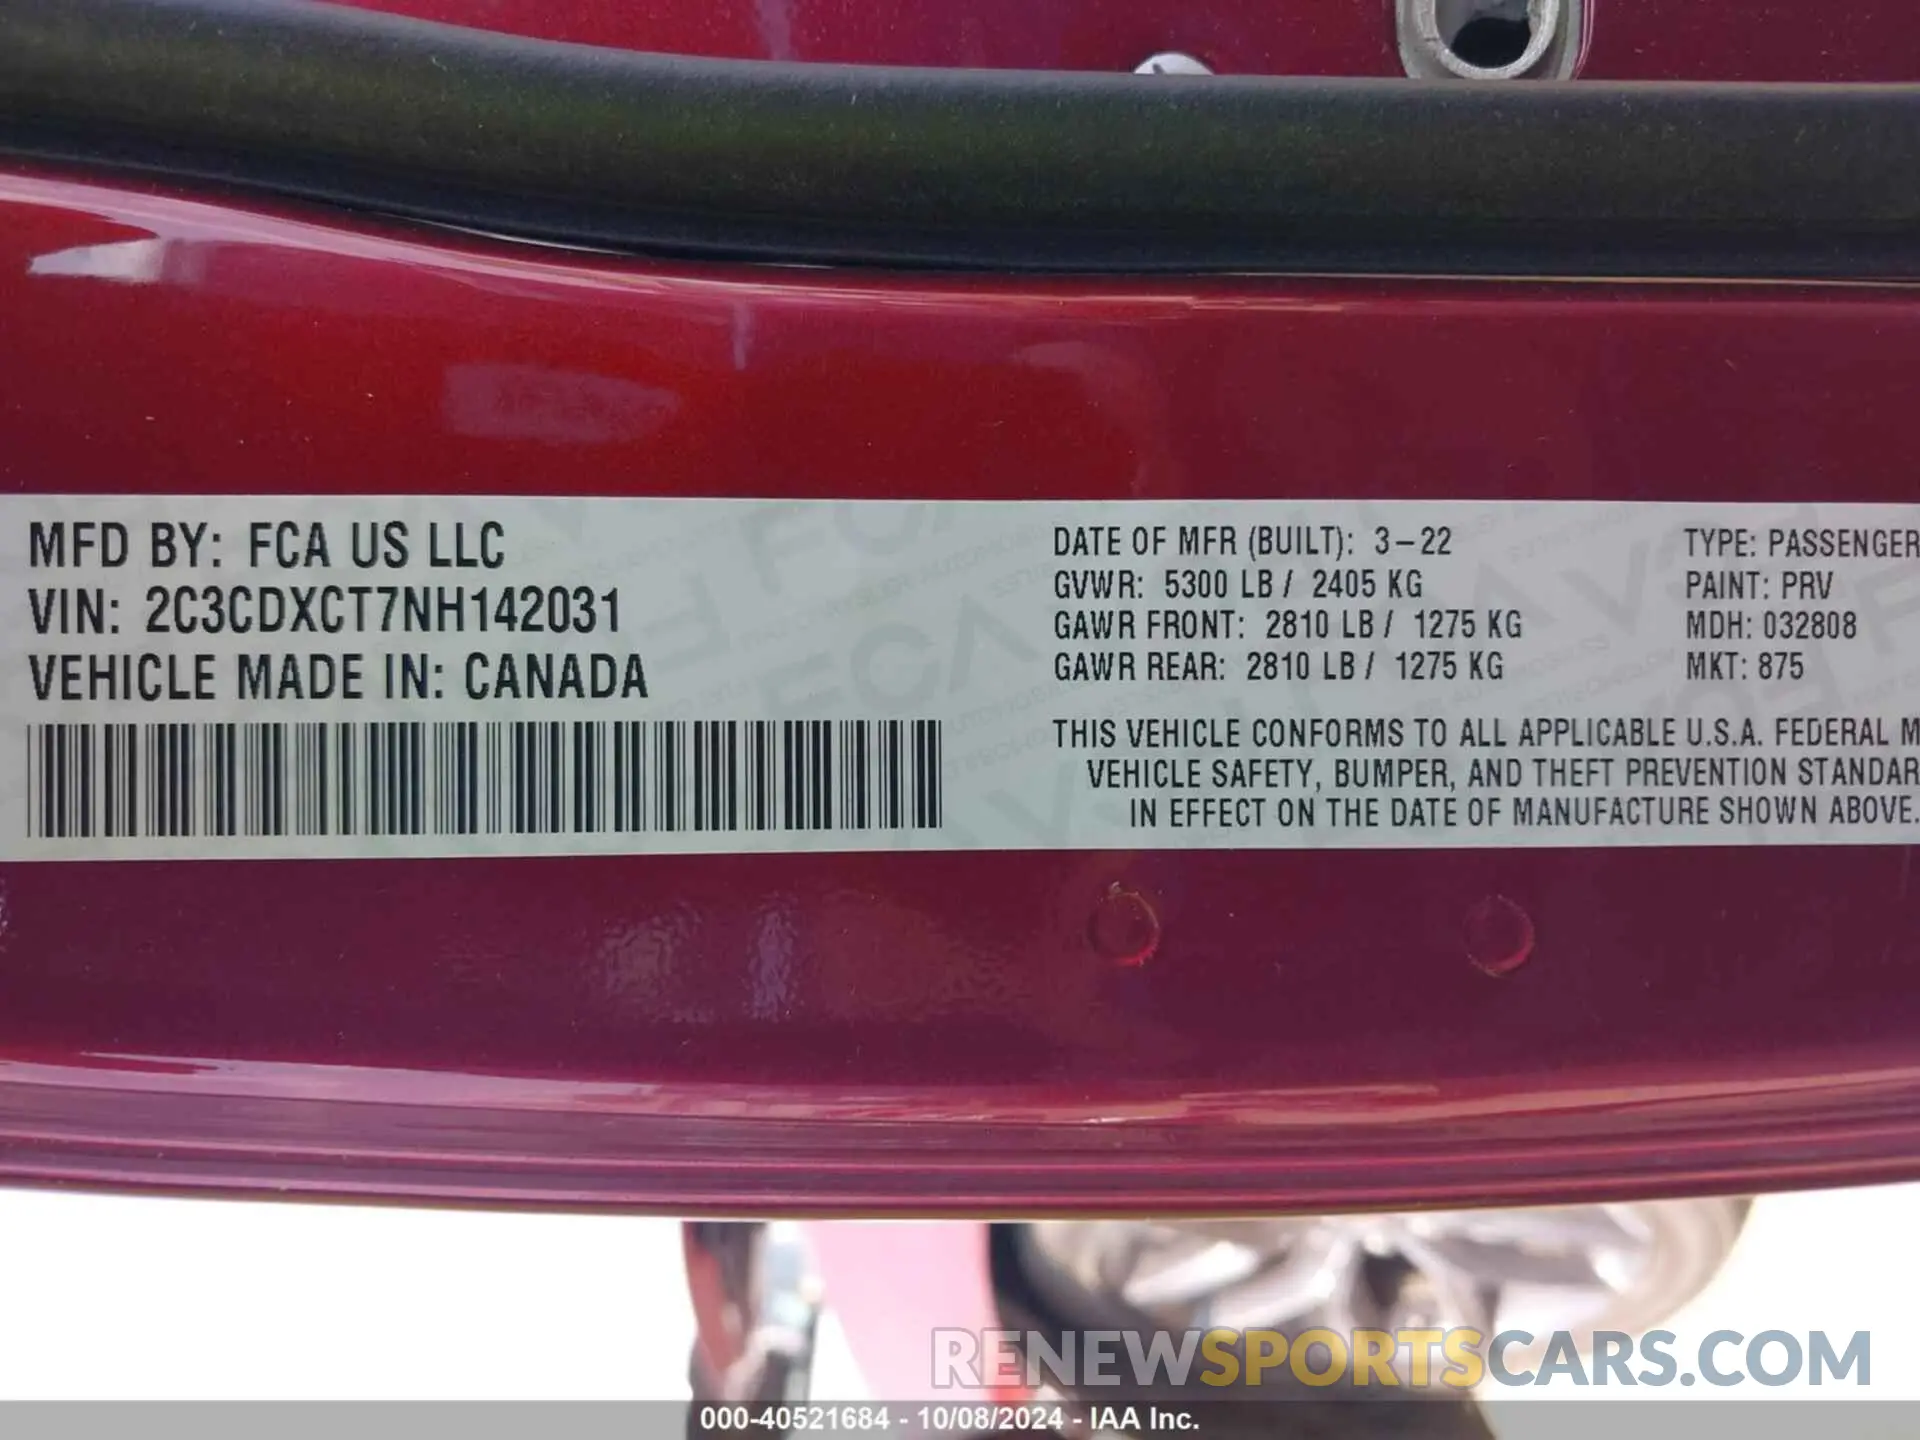 MFD BY: FCA US LLC
VIN: 2C3CDXCT7NH142031
VEHICLE MADE IN: CANADA
DATE OF MFR (BUILT): 3-22
GVWR: 5300 LB / 2405 KG
GAWR FRONT: 2810 LB / 1275 KG
GAWR REAR: 2810 LB / 1275 KG
TYPE: PASSENGER
PAINT: PRV
MDH: 032808
MKT: 875
THIS VEHICLE CONFORMS TO ALL APPLICABLE U.S.A. FEDERAL M
VEHICLE SAFETY, BUMPER, AND THEFT PREVENTION STANDAR
IN EFFECT ON THE DATE OF MANUFACTURE SHOWN ABOVE.
RENEWSPORTSCARS.COM
000-40521684 - 10/08/2024 - IAA Inc.